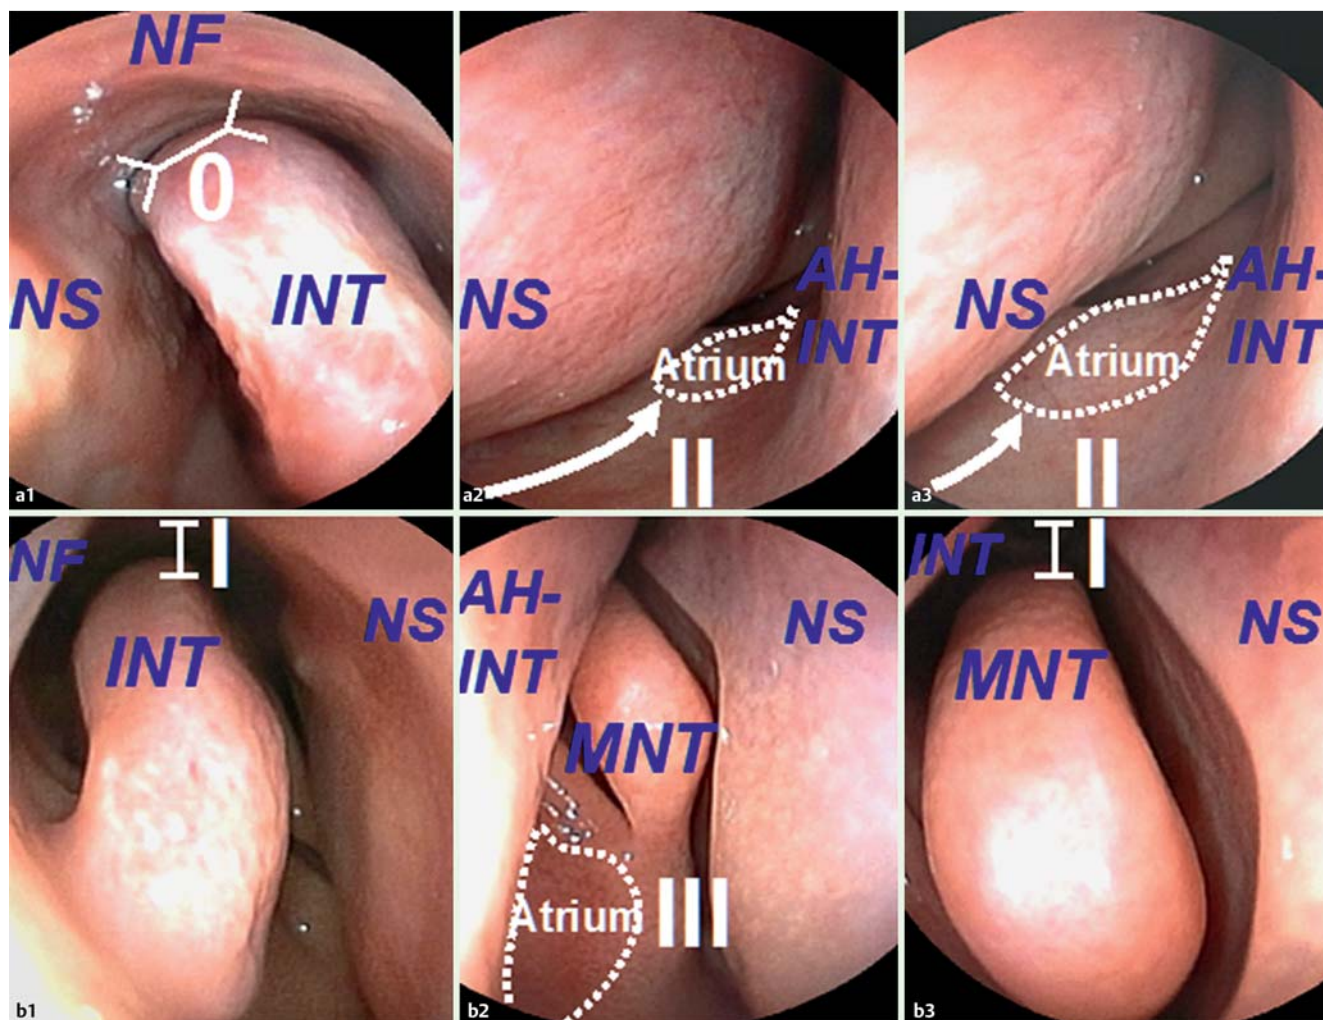 NF
0
NS
INT
a1
NS
AH-
INT
Atrium
II
a2
NS
AH-
INT
Atrium
II
a3
NF
I
INT
NS
b1
AH-
INT
NS
MNT
Atrium
III
b2
INT
I
MNT
NS
b3